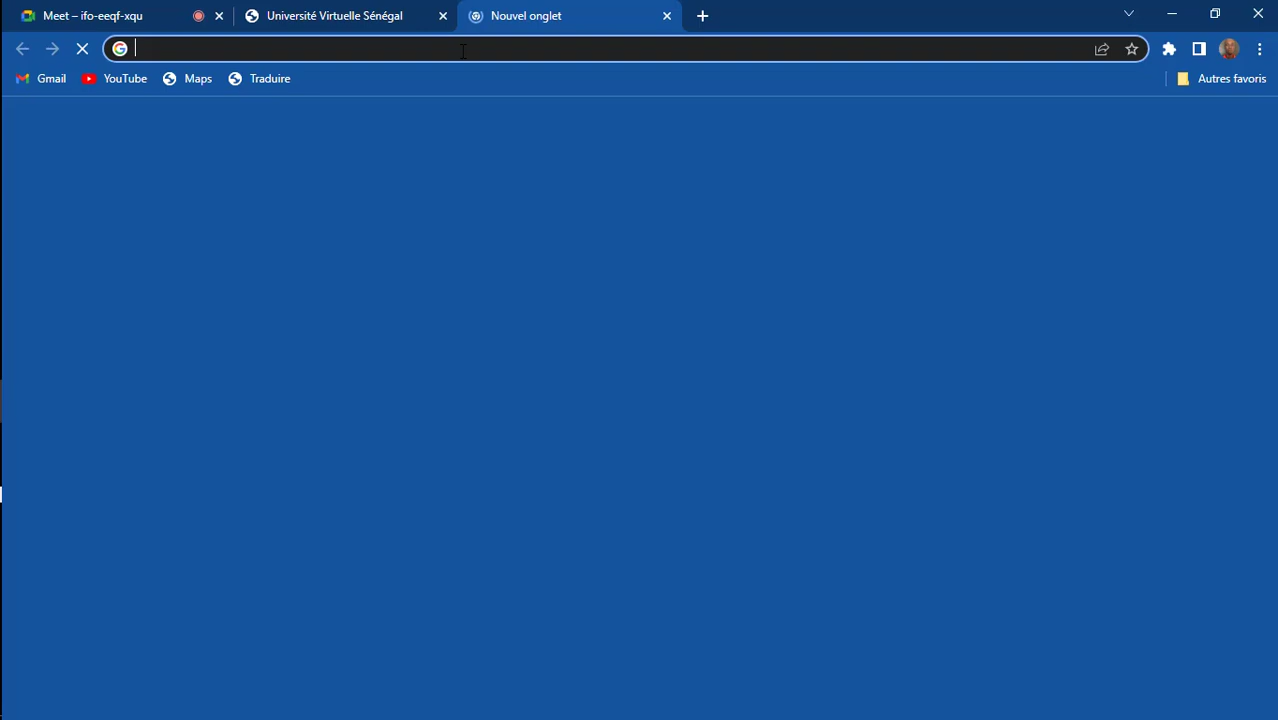 Meet – ifo-eeqf-xqu
Université Virtuelle Sénégal
Nouvel onglet
Gmail
YouTube
Maps
Traduire
Autres favoris